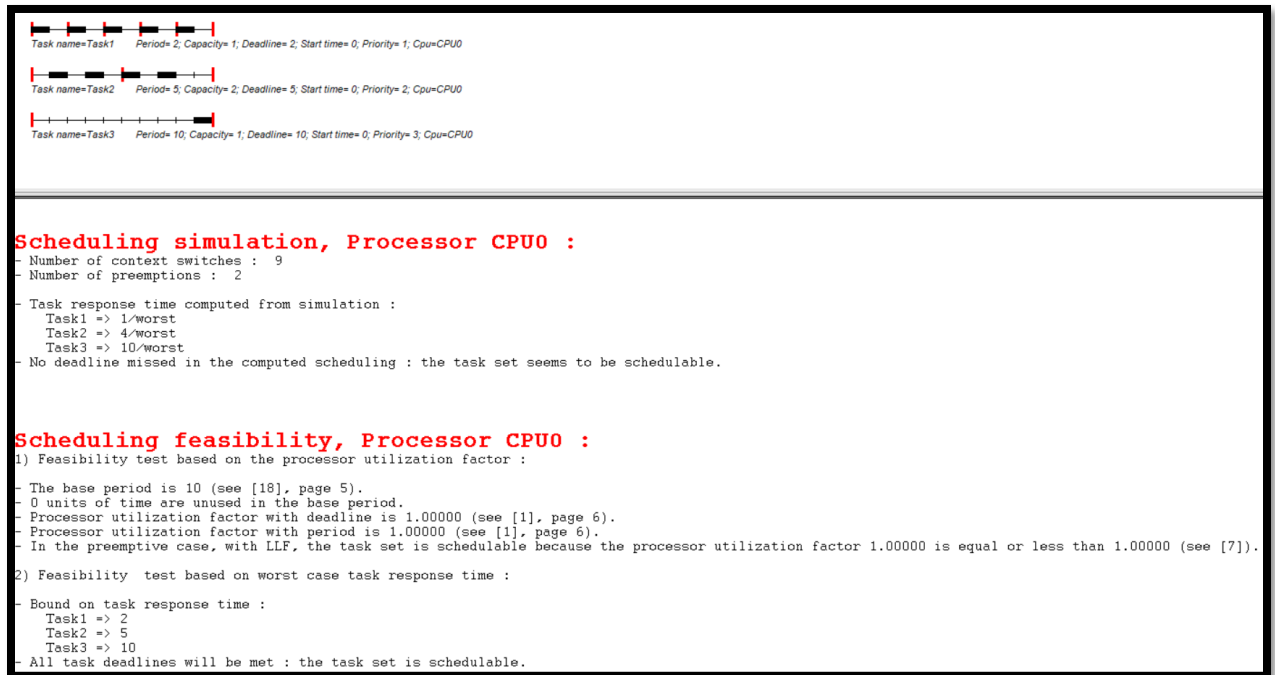 Task name=Task1 Period= 2; Capacity= 1; Deadline= 2; Start time= 0; Priority= 1; Cpu=CPU0
Task name=Task2 Period= 5; Capacity= 2; Deadline= 5; Start time= 0; Priority= 2; Cpu=CPU0
Task name=Task3 Period= 10; Capacity= 1; Deadline= 10; Start time= 0; Priority= 3; Cpu=CPU0
Scheduling simulation, Processor CPU0 :
- Number of context switches : 9
- Number of preemptions : 2
- Task response time computed from simulation :
Task1 => 1/worst
Task2 => 4/worst
Task3 => 10/worst
- No deadline missed in the computed scheduling : the task set seems to be schedulable.
Scheduling feasibility, Processor CPU0 :
1) Feasibility test based on the processor utilization factor :
- The base period is 10 (see [18], page 5).
- 0 units of time are unused in the base period.
- Processor utilization factor with deadline is 1.00000 (see [1], page 6).
- Processor utilization factor with period is 1.00000 (see [1], page 6).
- In the preemptive case, with LLF, the task set is schedulable because the processor utilization factor 1.00000 is equal or less than 1.00000 (see [7]).
2) Feasibility test based on worst case task response time :
- Bound on task response time :
Task1 => 2
Task2 => 5
Task3 => 10
- All task deadlines will be met : the task set is schedulable.